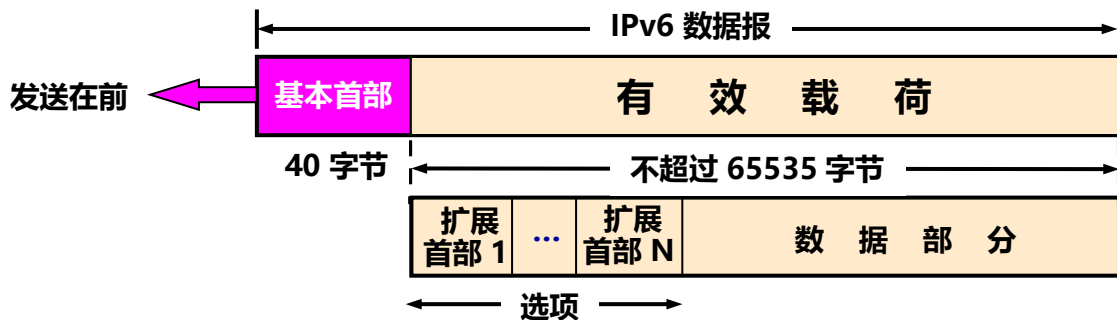 IPv6 数据报
发送在前
基本首部
有 效 载 荷
40 字节
不超过 65535 字节
扩展
首部 1
...
扩展
首部 N
数 据 部 分
选项